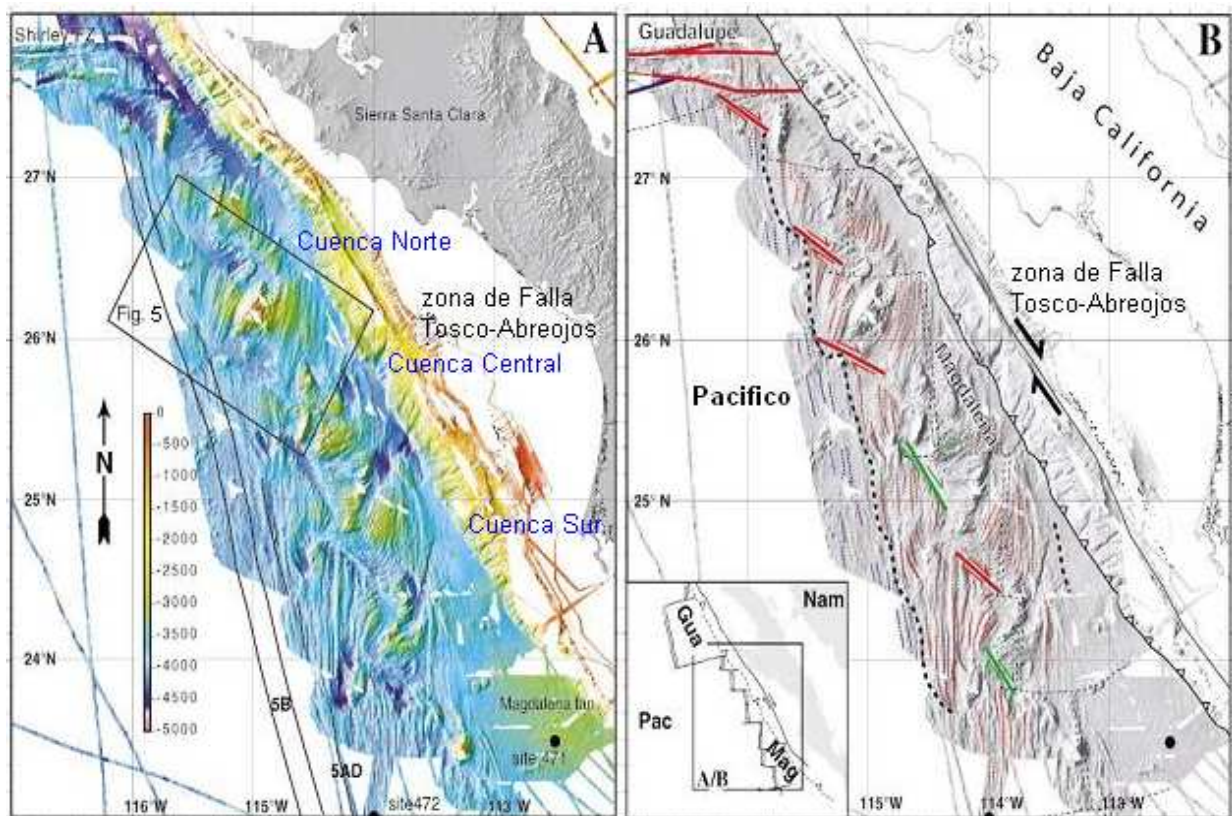 Shirley FZ
A
Sierra Santa Clara
27°N
Cuenca Norte
zona de Falla
Tosco-Abreojos
Fig. 5
26°N
Cuenca Central
N
0
-500
-1000
-1500
-2000
-2500
-3000
-3500
-4000
-4500
-5000
25°N
Cuenca Sur
24°N
Magdalena fan
5B
site 471
5AD
116°W
115°W
site472
113°W
Guadalupe
B
Baja California
27°N
zona de Falla
Tosco-Abreojos
26°N
Magdalena
Pacifico
25°N
Nam
Gua
24°N
Pac
Mag
A/B
115°W
114°W
113°W